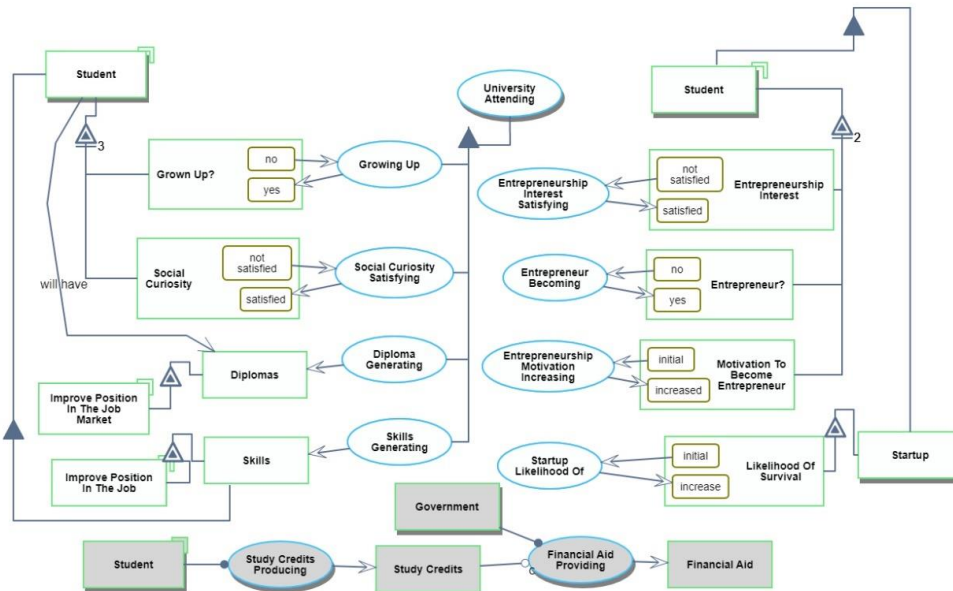 Student
3
Grown Up?
no
yes
Growing Up
University
Attending
Social
Curiosity
not
satisfied
satisfied
Social Curiosity
Satisfying
will have
Diplomas
Diploma
Generating
Improve Position
In The Job
Market
Skills
Skills
Generating
Improve Position
In The Job
Student
2
Entrepreneurship
Interest
Satisfying
not
satisfied
satisfied
Entrepreneurship
Interest
Entrepreneur
Becoming
no
yes
Entrepreneur?
Entrepreneurship
Motivation
Increasing
initial
increased
Motivation To
Become
Entrepreneur
Startup
Likelihood Of
initial
increase
Likelihood Of
Survival
Startup
Government
Student
Study Credits
Producing
Study Credits
c
Financial Aid
Providing
Financial Aid